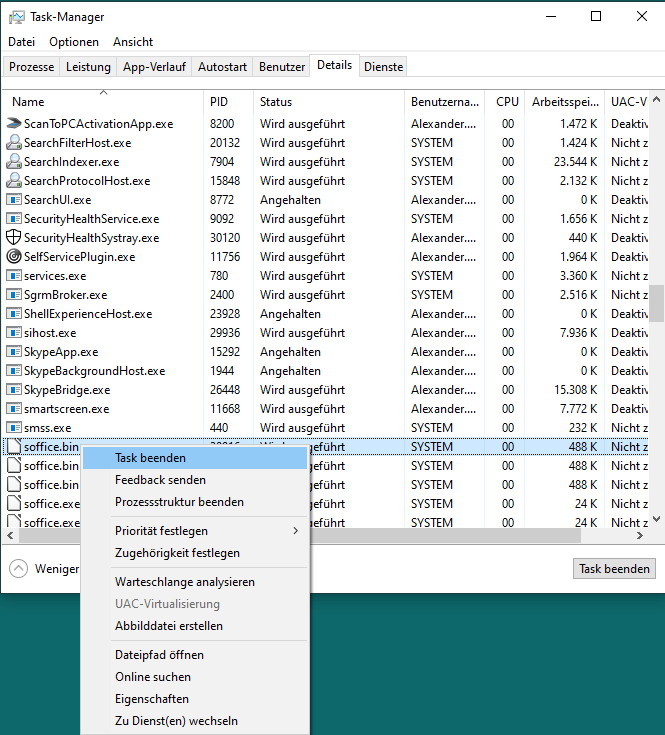 Task-Manager
Datei Optionen Ansicht
Prozesse Leistung App-Verlauf Autostart Benutzer Details Dienste
Name PID Status Benutzerna... CPU Arbeitsspei... UAC-V
ScanToPCActivationApp.exe 8200 Wird ausgeführt Alexander.... 00 1.472 K Deaktiv
SearchFilterHost.exe 20132 Wird ausgeführt SYSTEM 00 1.424 K Nicht z
SearchIndexer.exe 7904 Wird ausgeführt SYSTEM 00 23.544 K Nicht z
SearchProtocolHost.exe 15848 Wird ausgeführt SYSTEM 00 2.132 K Nicht z
SearchUI.exe 8772 Angehalten Alexander.... 00 0 K Deaktiv
SecurityHealthService.exe 9092 Wird ausgeführt SYSTEM 00 1.656 K Nicht z
SecurityHealthSystray.exe 30120 Wird ausgeführt Alexander.... 00 440 K Deaktiv
SelfServicePlugin.exe 11756 Wird ausgeführt Alexander.... 00 1.964 K Deaktiv
services.exe 780 Wird ausgeführt SYSTEM 00 3.360 K Nicht z
SgrmBroker.exe 2400 Wird ausgeführt SYSTEM 00 2.516 K Nicht z
ShellExperienceHost.exe 23928 Angehalten Alexander.... 00 0 K Deaktiv
sihost.exe 29936 Wird ausgeführt Alexander.... 00 7.936 K Deaktiv
SkypeApp.exe 15292 Angehalten Alexander.... 00 0 K Deaktiv
SkypeBackgroundHost.exe 1944 Angehalten Alexander.... 00 0 K Deaktiv
SkypeBridge.exe 26448 Wird ausgeführt Alexander.... 00 15.308 K Deaktiv
smartscreen.exe 11668 Wird ausgeführt Alexander.... 00 7.772 K Deaktiv
smss.exe 440 Wird ausgeführt SYSTEM 00 232 K Nicht z
soffice.bin ausgeführt SYSTEM 00 488 K Nicht z
soffice.bin ausgeführt SYSTEM 00 488 K Nicht z
soffice.bin ausgeführt SYSTEM 00 488 K Nicht z
soffice.exe ausgeführt SYSTEM 00 24 K Nicht z
soffice.exe ausgeführt SYSTEM 00 24 K Nicht z
Weniger
Task beenden
Task beenden
Feedback senden
Prozessstruktur beenden
Priorität festlegen
Zugehörigkeit festlegen
Warteschlange analysieren
UAC-Virtualisierung
Abbilddatei erstellen
Dateipfad öffnen
Online suchen
Eigenschaften
Zu Dienst(en) wechseln